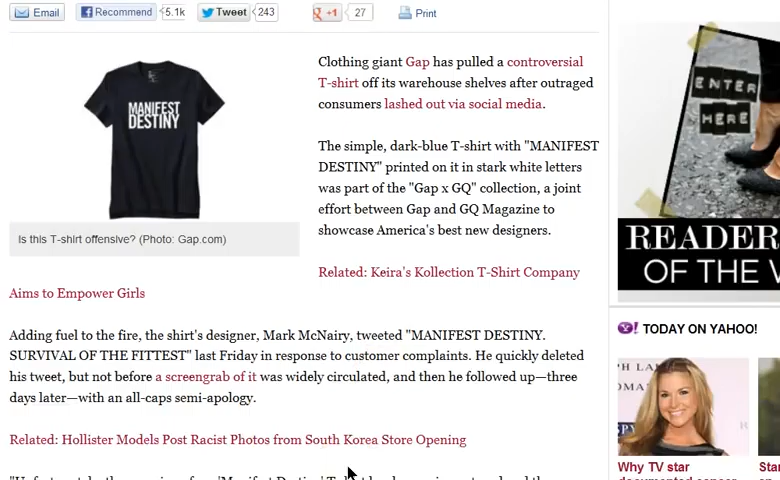 Email
Recommend
5.1k
Tweet
243
+1
27
Print
MANIFEST
DESTINY
Is this T-shirt offensive? (Photo: Gap.com)
Clothing giant Gap has pulled a controversial
T-shirt off its warehouse shelves after outraged
consumers lashed out via social media.
The simple, dark-blue T-shirt with "MANIFEST
DESTINY" printed on it in stark white letters
was part of the "Gap x GQ" collection, a joint
effort between Gap and GQ Magazine to
showcase America's best new designers.
Related: Keira's Kollection T-Shirt Company
Aims to Empower Girls
Adding fuel to the fire, the shirt's designer, Mark McNairy, tweeted "MANIFEST DESTINY.
SURVIVAL OF THE FITTEST" last Friday in response to customer complaints. He quickly deleted
his tweet, but not before a screengrab of it was widely circulated, and then he followed up—three
days later—with an all-caps semi-apology.
Related: Hollister Models Post Racist Photos from South Korea Store Opening
ENTER
HERE
READER
OF THE
Y! TODAY ON YAHOO!
Why TV star